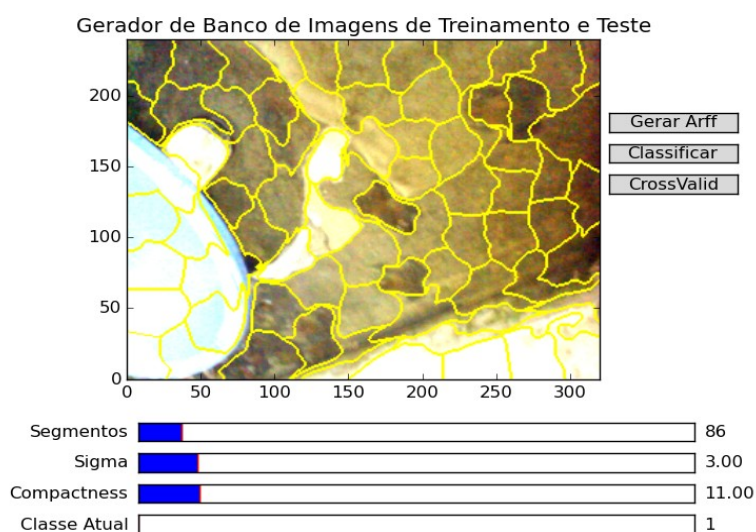 Gerador de Banco de Imagens de Treinamento e Teste
200
150
100
50
0
0 50 100 150 200 250 300
Gerar Arff
Classificar
CrossValid
Segmentos 86
Sigma 3.00
Compactness 11.00
Classe Atual 1